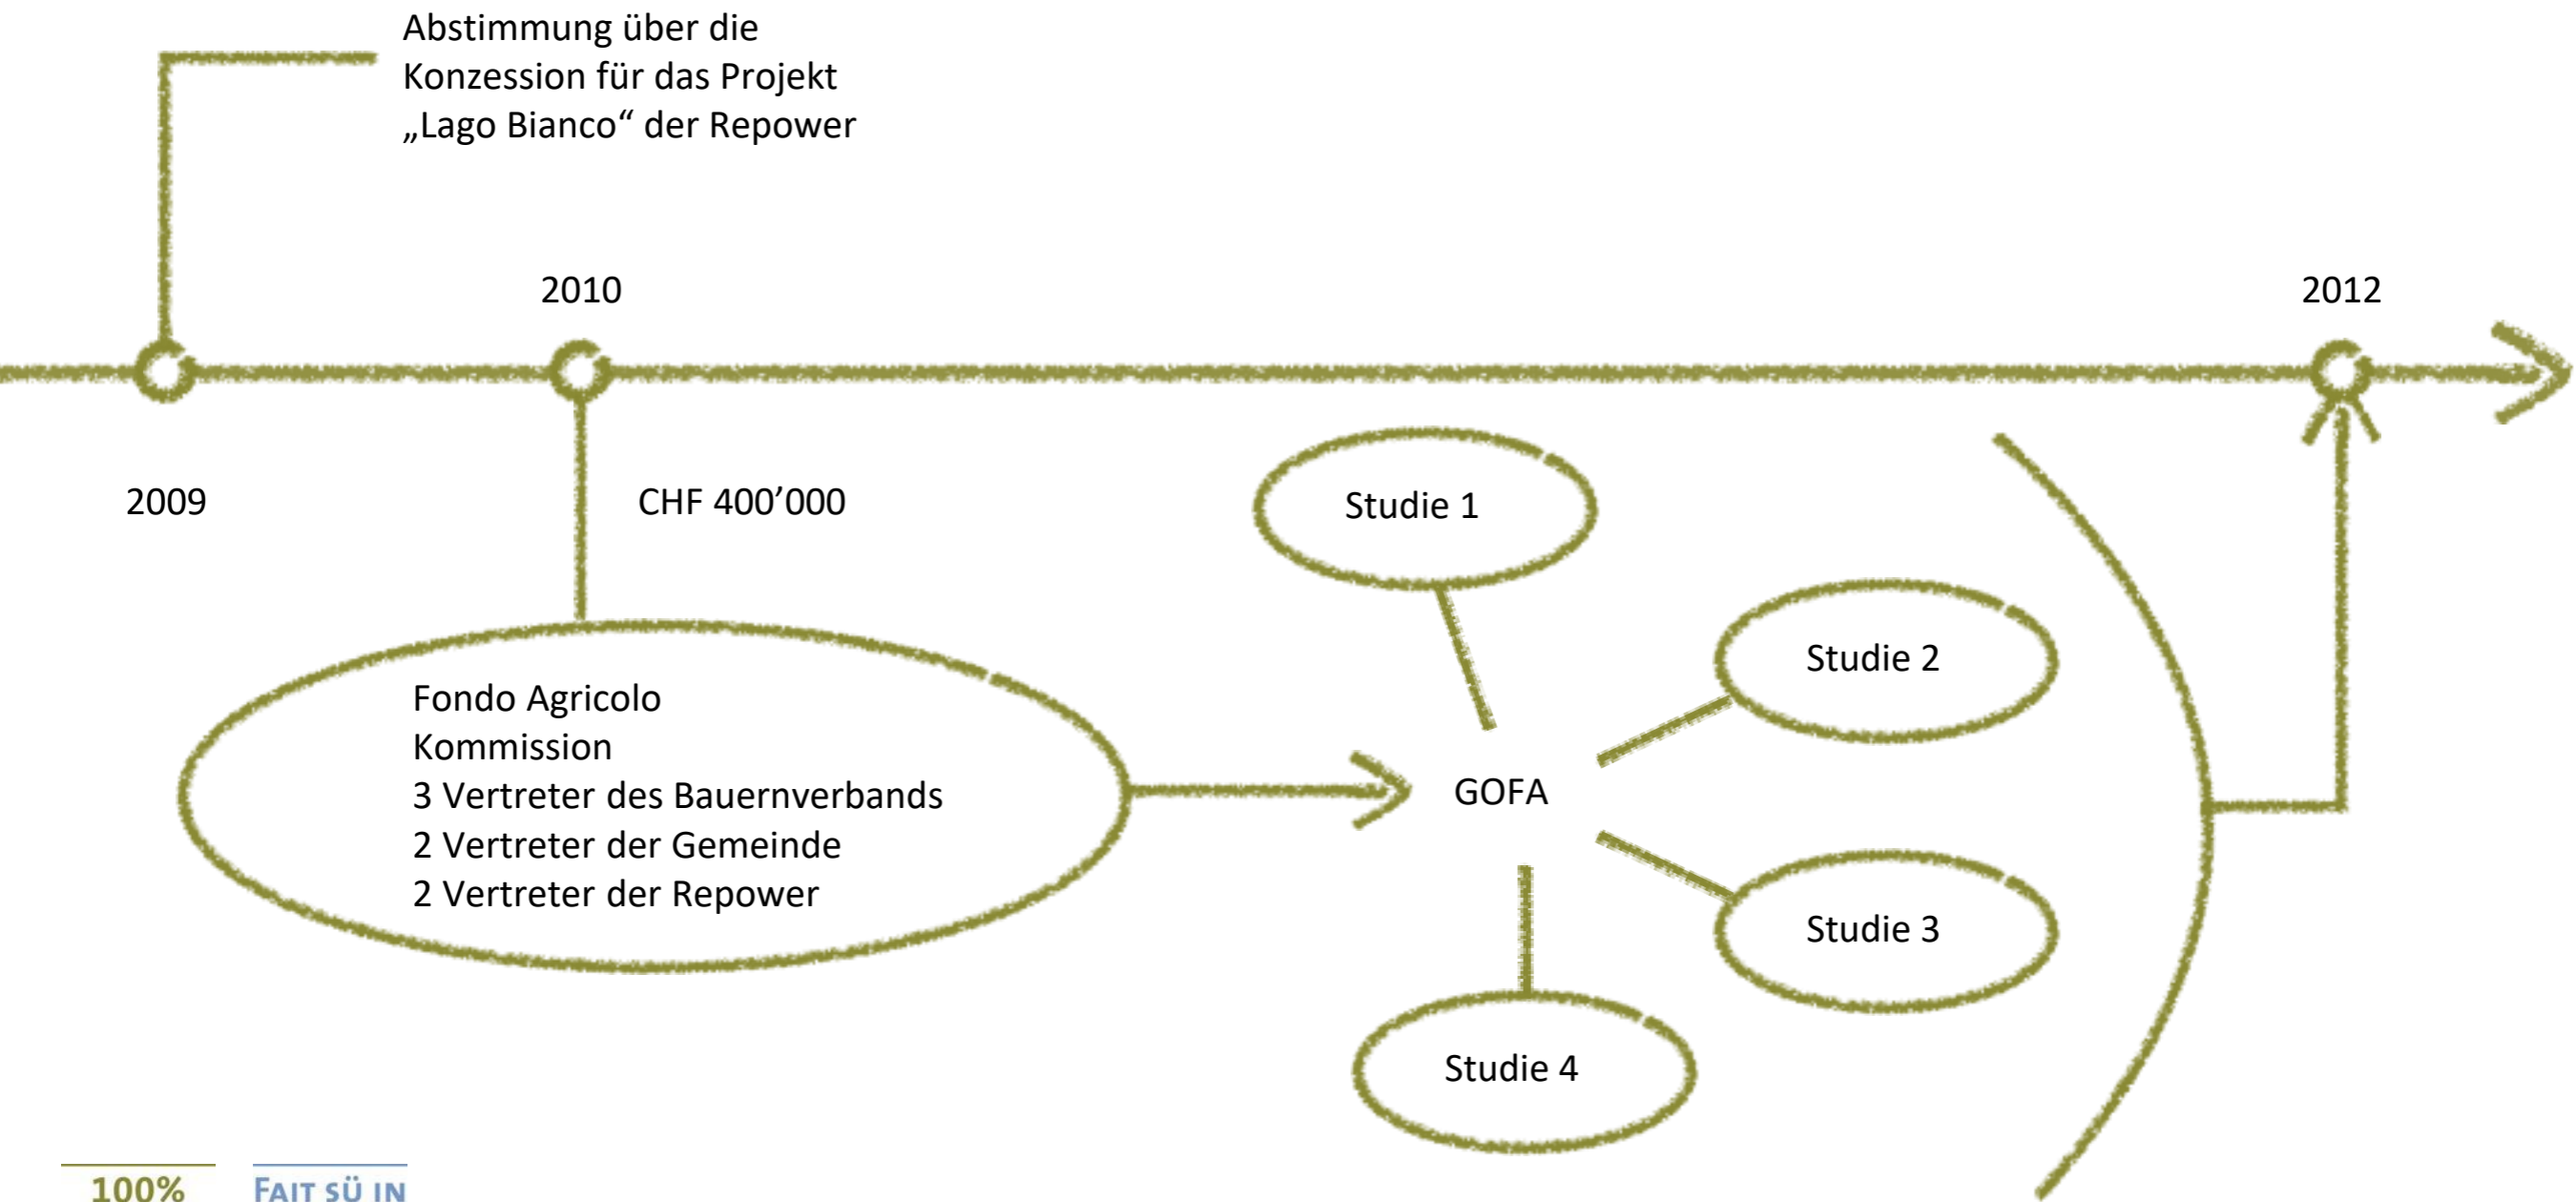 Abstimmung über die
Konzession für das Projekt
„Lago Bianco“ der Repower
2010
2012
2009
CHF 400’000
Studie 1
Studie 2
Fondo Agricolo
Kommission
3 Vertreter des Bauernverbands
2 Vertreter der Gemeinde
2 Vertreter der Repower
GOFA
Studie 3
Studie 4
100%
FAIT SÜ IN